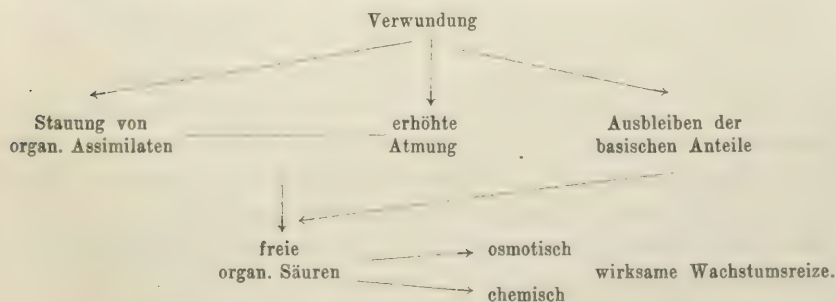 Verwundung
Stauung von
organ. Assimilaten
erhöhte
Atmung
Ausbleiben der
basischen Anteile
freie
organ. Säuren
osmotisch
chemisch
wirksame Wachstumsreize.